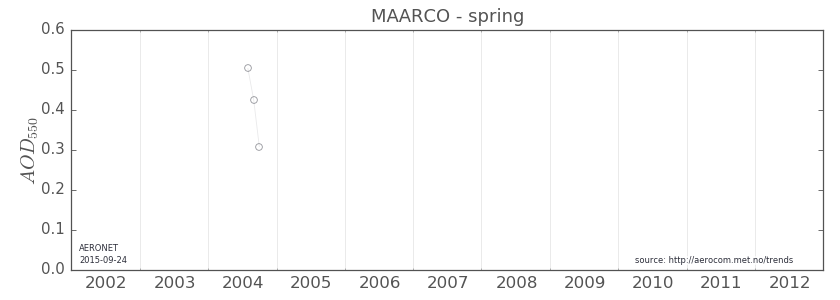 MAARCO - spring
0.6
0.5
0.4
0.3
0.2
0.1
0.0
AOD550
AERONET
2015-09-24
source: http://aerocom.met.no/trends
2002 2003 2004 2005 2006 2007 2008 2009 2010 2011 2012